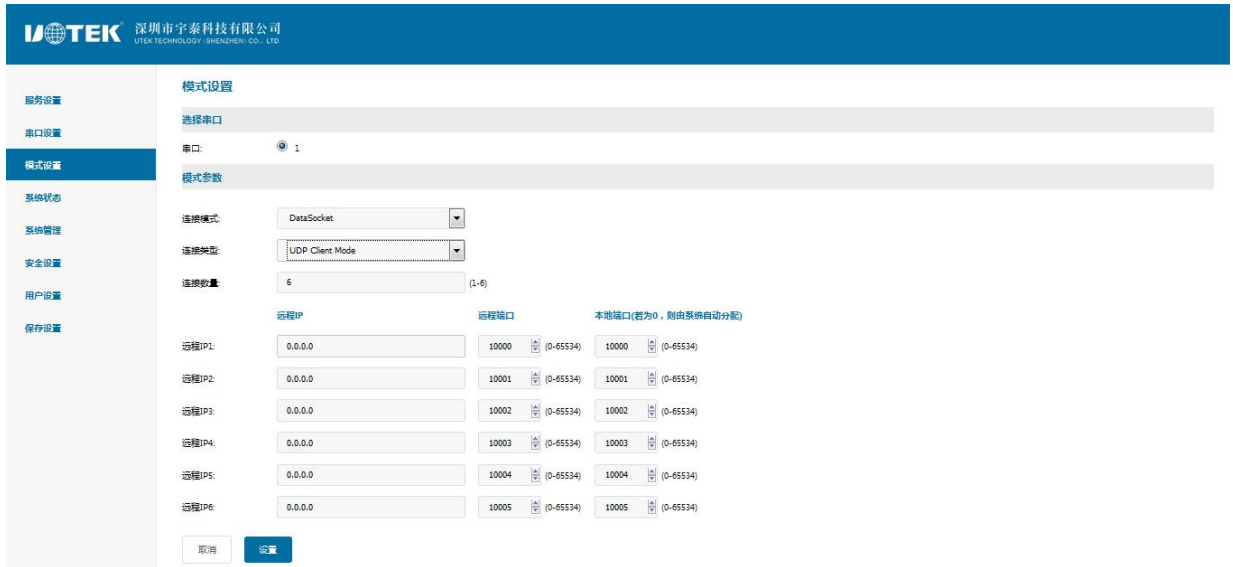 UOTEK 深圳市宇泰科技有限公司
UTEK TECHNOLOGY (SHENZHEN) CO., LTD
服务设置
串口设置
模式设置
系统状态
系统管理
安全设置
用户设置
保存设置
模式设置
选择串口
串口: 1
模式参数
连接模式: DataSocket
连接类型: UDP Client Mode
连接数量: 6 (1-6)
远程IP 远程端口 本地端口(若为0，则由系统自动分配)
远程IP1: 0.0.0.0 10000 (0-65534) 10000 (0-65534)
远程IP2: 0.0.0.0 10001 (0-65534) 10001 (0-65534)
远程IP3: 0.0.0.0 10002 (0-65534) 10002 (0-65534)
远程IP4: 0.0.0.0 10003 (0-65534) 10003 (0-65534)
远程IP5: 0.0.0.0 10004 (0-65534) 10004 (0-65534)
远程IP6: 0.0.0.0 10005 (0-65534) 10005 (0-65534)
取消 设置